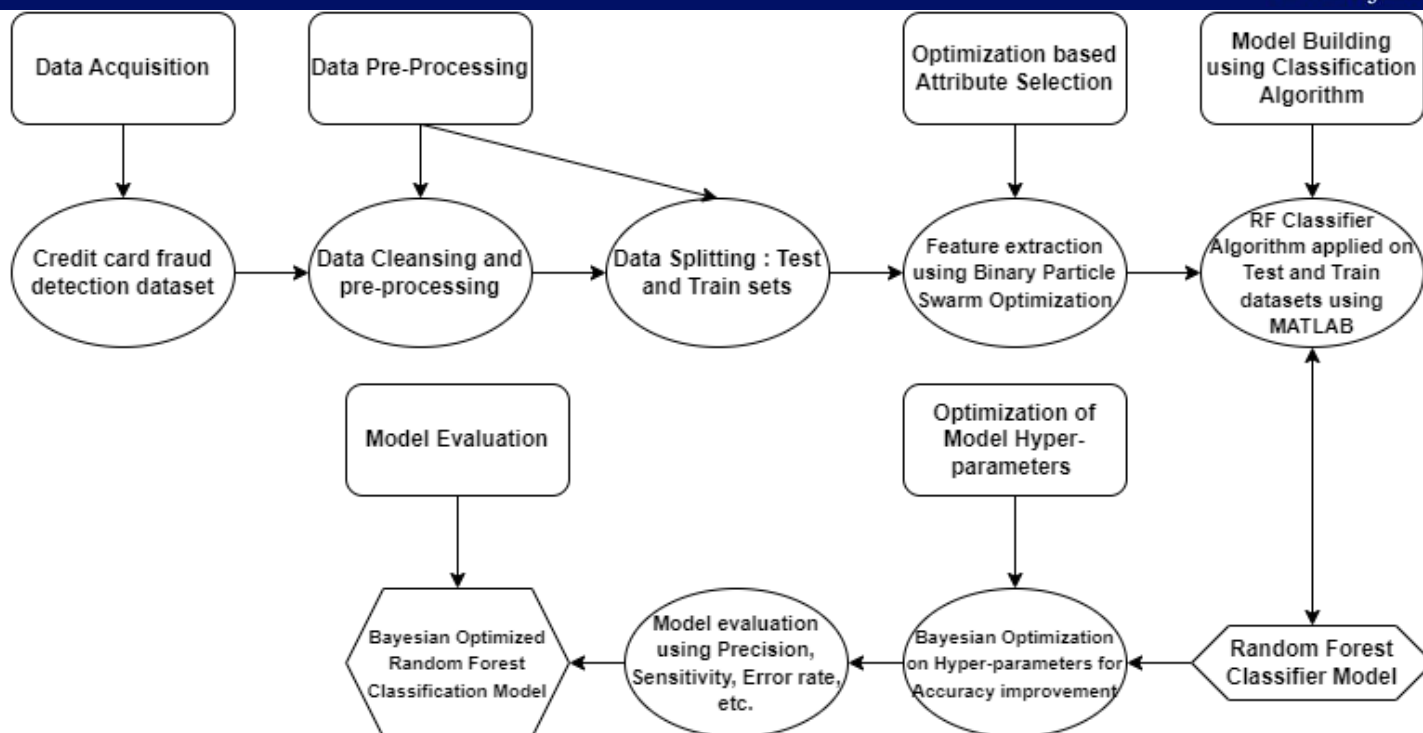 Data Acquisition
Data Pre-Processing
Optimization based
Attribute Selection
Model Building
using Classification
Algorithm
Credit card fraud
detection dataset
Data Cleansing and
pre-processing
Data Splitting : Test
and Train sets
Feature extraction
using Binary Particle
Swarm Optimization
RF Classifier
Algorithm applied on
Test and Train
datasets using
MATLAB
Model Evaluation
Optimization of
Model Hyper-
parameters
Bayesian Optimized
Random Forest
Classification Model
Model evaluation
using Precision,
Sensitivity, Error rate,
etc.
Bayesian Optimization
on Hyper-parameters for
Accuracy improvement
Random Forest
Classifier Model